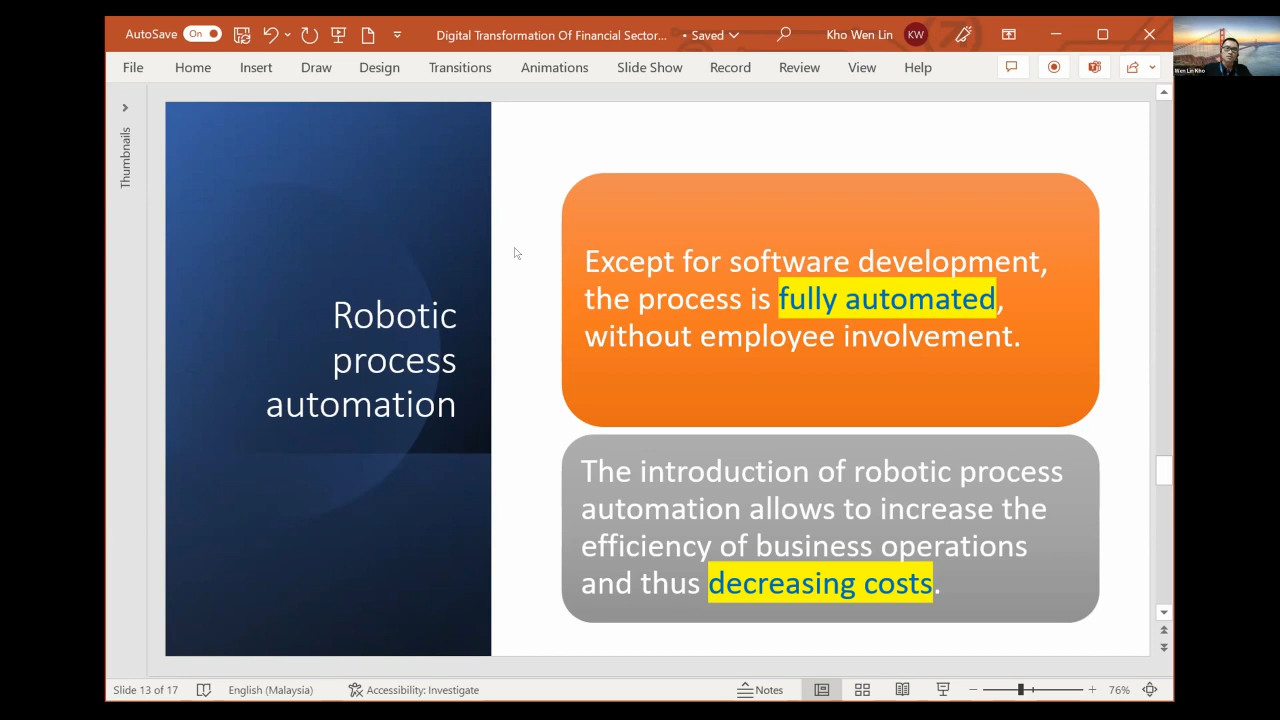 AutoSave On Digital Transformation Of Financial Sector... • Saved Kho Wen Lin KW
Wen Lin Kho
File Home Insert Draw Design Transitions Animations Slide Show Record Review View Help
Thumbnails
Robotic
process
automation
Except for software development,
the process is fully automated,
without employee involvement.
The introduction of robotic process
automation allows to increase the
efficiency of business operations
and thus decreasing costs.
Slide 13 of 17 English (Malaysia) Accessibility: Investigate Notes 76%